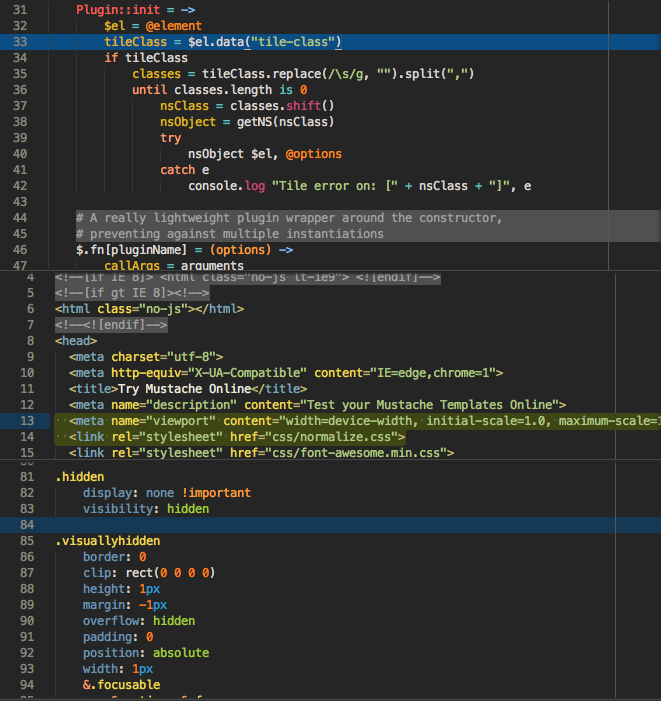 31 Plugin::init = ->
32 $el = @element
33 tileClass = $el.data("tile-class")
34 if tileClass
35 classes = tileClass.replace(/\s/g, "").split(",")
36 until classes.length is 0
37 nsClass = classes.shift()
38 nsObject = getNS(nsClass)
39 try
40 nsObject $el, @options
41 catch e
42 console.log "Tile error on: [" + nsClass + "]", e
43
44 # A really lightweight plugin wrapper around the constructor,
45 # preventing against multiple instantiations
46 $.fn[pluginName] = (options) ->
47 callArgs = arguments
4 <!--[if IE 8]> <html class="no-js lt-ie9"> <![endif]-->
5 <!--[if gt IE 8]><!-->
6 <html class="no-js"></html>
7 <!--<![endif]-->
8 <head>
9 <meta charset="utf-8">
10 <meta http-equiv="X-UA-Compatible" content="IE=edge,chrome=1">
11 <title>Try Mustache Online</title>
12 <meta name="description" content="Test your Mustache Templates Online">
13 <meta name="viewport" content="width=device-width, initial-scale=1.0, maximum-scale=1
14 <link rel="stylesheet" href="css/normalize.css">
15 <link rel="stylesheet" href="css/font-awesome.min.css">
81 .hidden
82 display: none !important
83 visibility: hidden
84
85 .visuallyhidden
86 border: 0
87 clip: rect(0 0 0 0)
88 height: 1px
89 margin: -1px
90 overflow: hidden
91 padding: 0
92 position: absolute
93 width: 1px
94 &.focusable